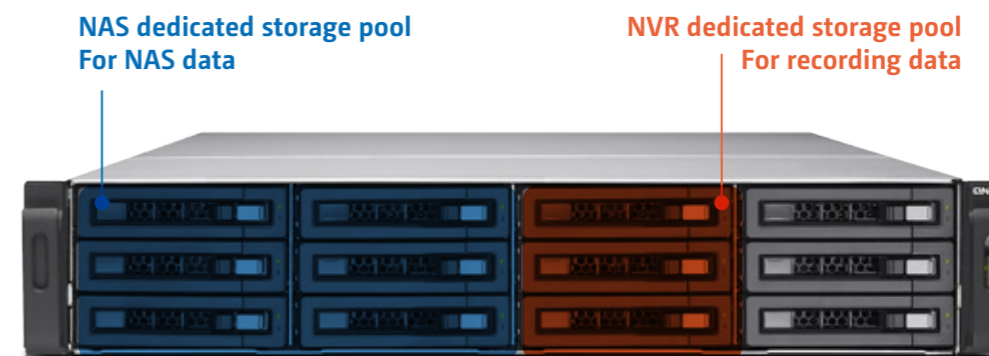 NAS dedicated storage pool
For NAS data
NVR dedicated storage pool
For recording data